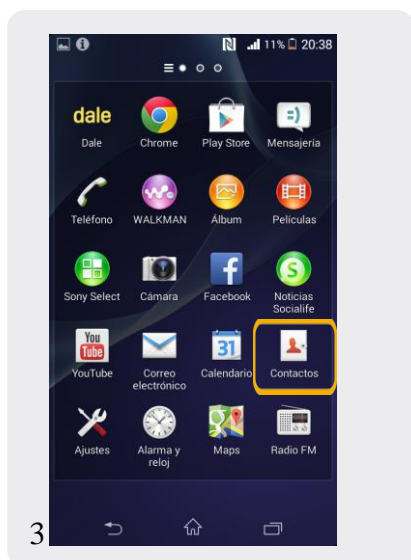 11% 20:38
dale
Dale
Chrome
Play Store
Mensajería
Teléfono
WALKMAN
Álbum
Películas
Sony Select
Cámara
Facebook
Noticias
Socialife
You
Tube
31
YouTube
Correo
electrónico
Calendario
Contactos
Ajustes
Alarma y
reloj
Maps
Radio FM
3